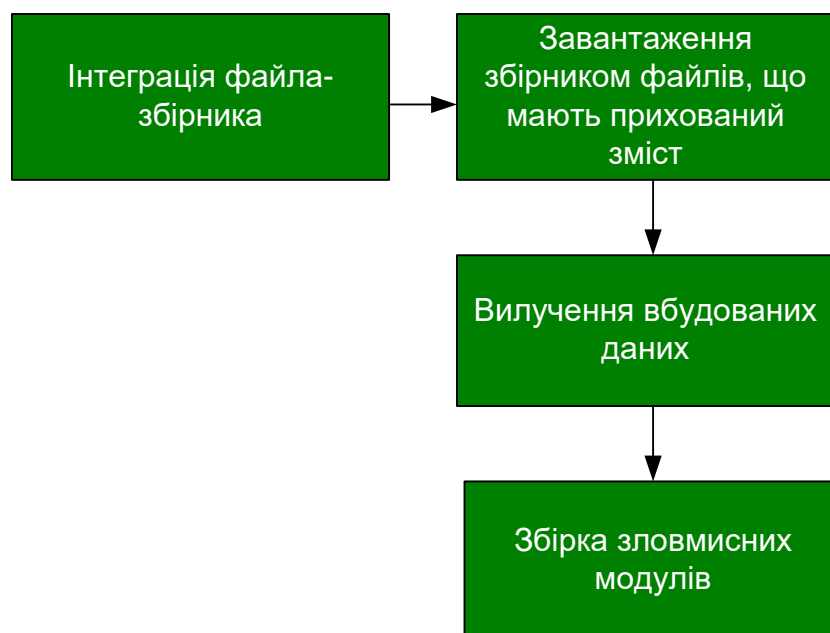 Інтеграція файла-
збірника
Завантаження
збірником файлів, що
мають прихований
зміст
Вилучення вбудованих
даних
Збірка зловмисних
модулів